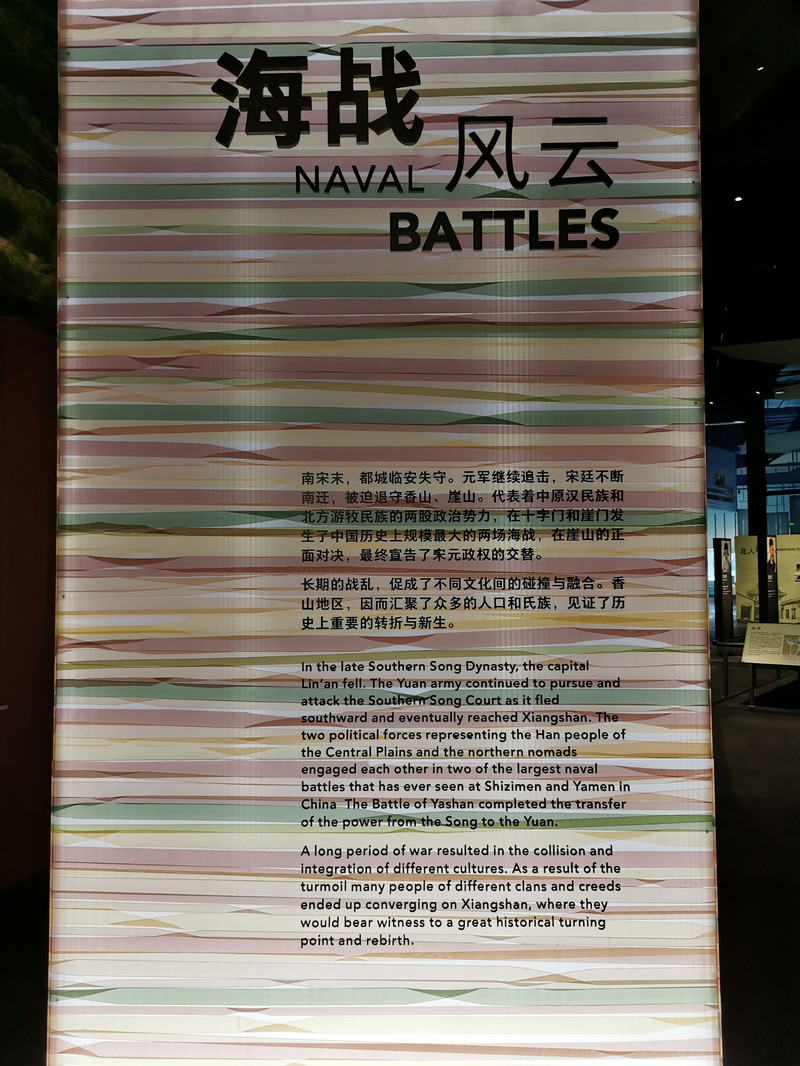 海战
风云
NAVAL
BATTLES
南宋末，都城临安失守。元军继续追击，宋廷不断
南迁，被迫退守香山、崖山。代表着中原汉民族和
北方游牧民族的两股政治势力，在十字门和崖门发
生了中国历史上规模最大的两场海战，在崖山的正
面对决，最终宣告了宋元政权的交替。
长期的战乱，促成了不同文化间的碰撞与融合。香
山地区，因而汇聚了众多的人口和氏族，见证了历
史上重要的转折与新生。
In the late Southern Song Dynasty, the capital
Lin'an fell. The Yuan army continued to pursue and
attack the Southern Song Court as it fled
southward and eventually reached Xiangshan. The
two political forces representing the Han people of
the Central Plains and the northern nomads
engaged each other in two of the largest naval
battles that has ever seen at Shizimen and Yamen in
China The Battle of Yashan completed the transfer
of the power from the Song to the Yuan.
A long period of war resulted in the collision and
integration of different cultures. As a result of the
turmoil many people of different clans and creeds
ended up converging on Xiangshan, where they
would bear witness to a great historical turning
point and rebirth.